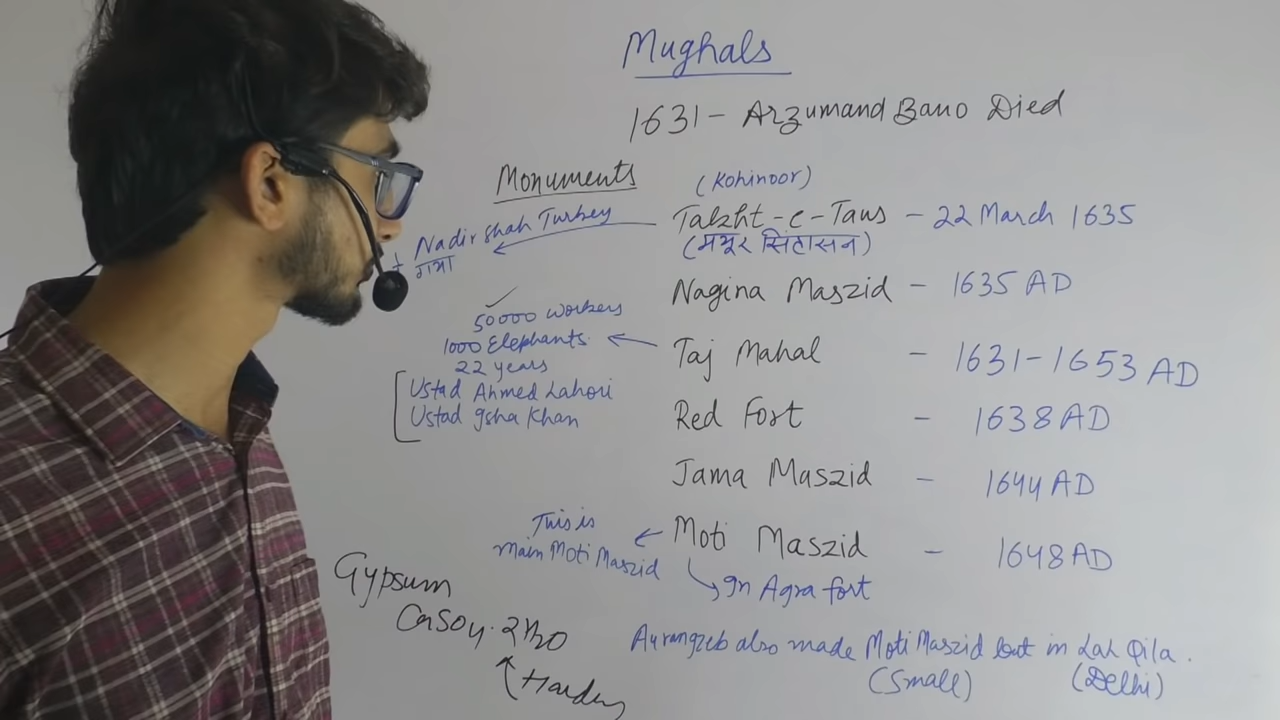 Mughals
1631 - Arzumand Bano Died
Monuments
(Kohinoor)
Takht-e-Taus - 22 March 1635
(मयूर सिंहासन)
Nadir shah Turkey
गया
Nagina Maszid - 1635 AD
50000 workers
1000 Elephants
22 years
Ustad Ahmed Lahori
Ustad Isha Khan
Taj Mahal - 1631-1653 AD
Red Fort - 1638 AD
Jama Maszid - 1644 AD
This is
main Moti Maszid
Moti Maszid - 1648 AD
In Agra fort
Gypsum
CaSO4·2H2O
Aurangzeb also made Moti Maszid but in Lal Qila.
(Small) (Delhi)